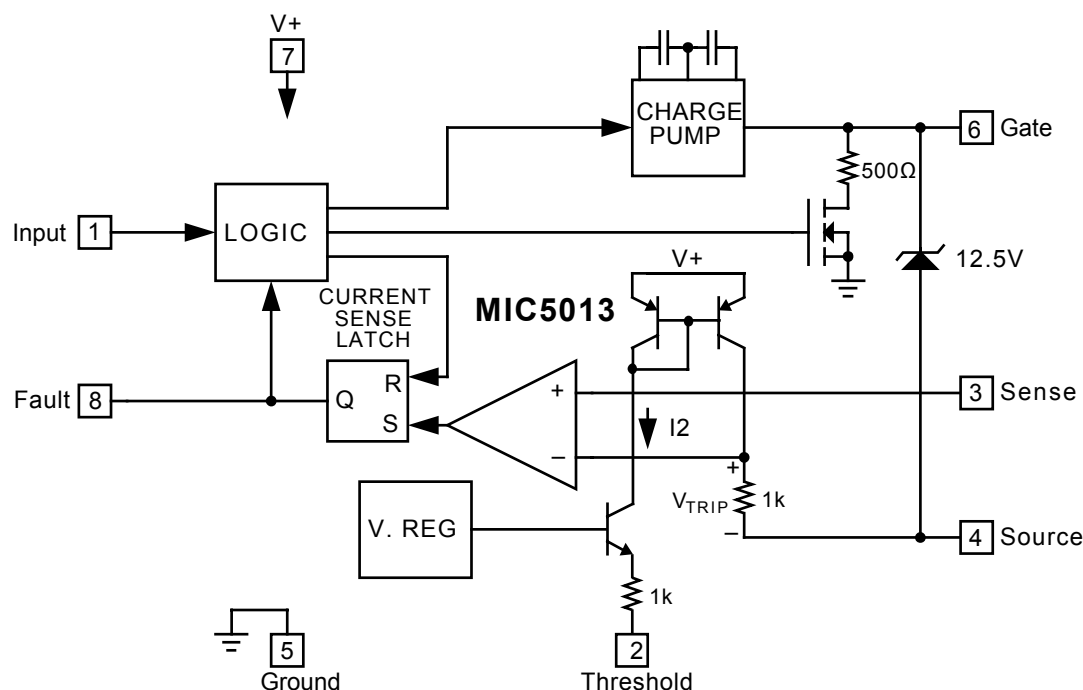 V+
7
CHARGE
PUMP
6 Gate
500Ω
Input 1
LOGIC
12.5V
V+
CURRENT
SENSE
LATCH
MIC5013
R
+
3 Sense
Fault 8
Q
S
I2
–
+
V. REG
VTRIP
1k
–
4 Source
1k
5
Ground
2
Threshold